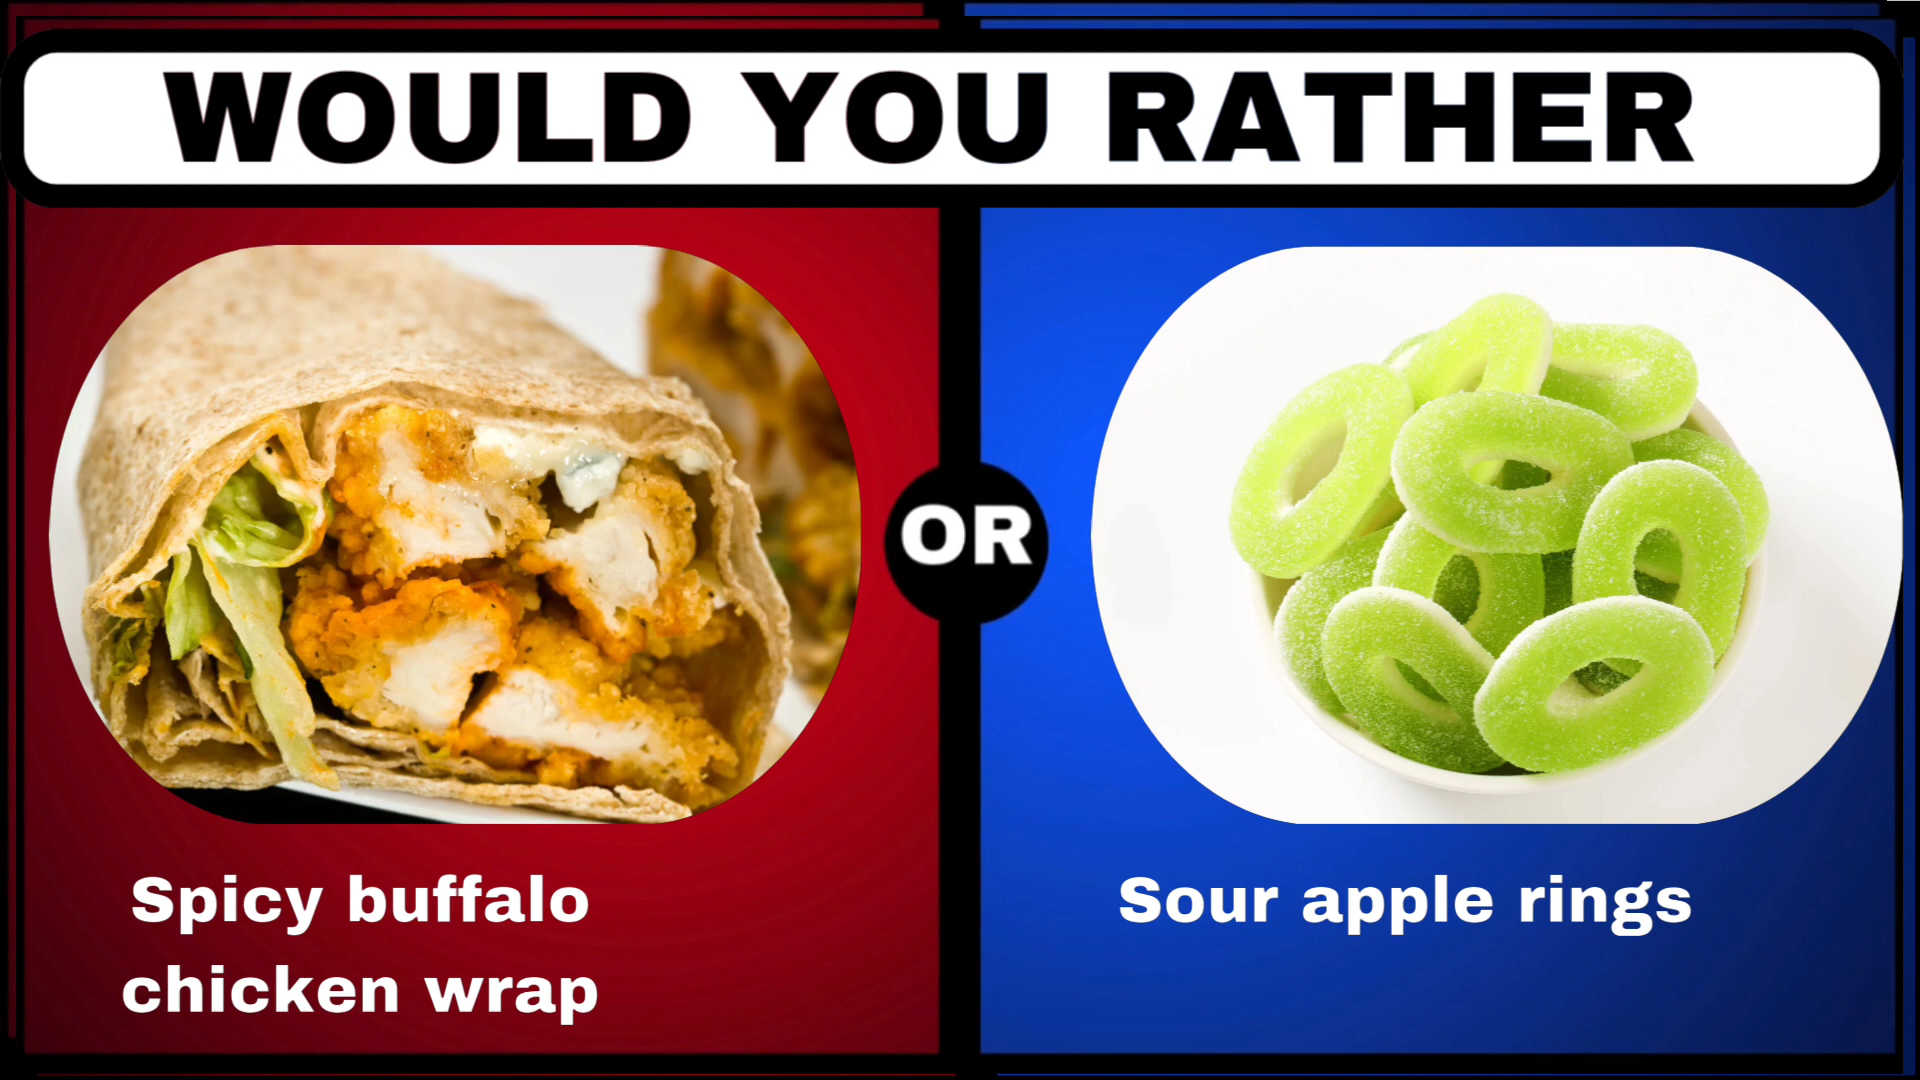 WOULD YOU RATHER
OR
Spicy buffalo
chicken wrap
Sour apple rings